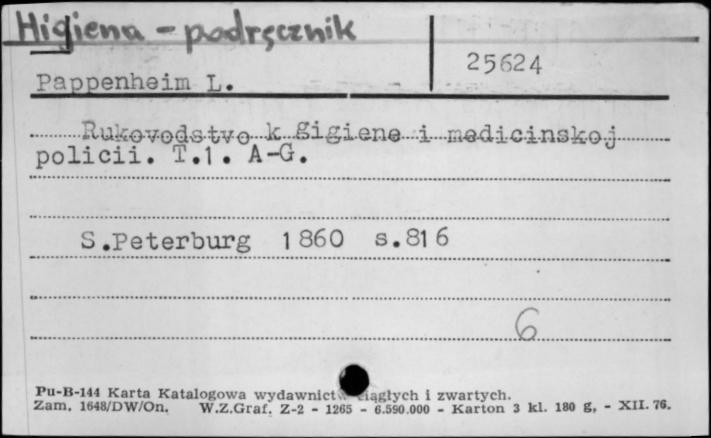 Higiena - podręcznik
25624
Pappenheim L.
Rukovodstvo k gigiene i medicinskoj
policii. T.1. A-G.
S.Peterburg 1860 s.816
6
Pu-B-144 Karta Katalogowa wydawnictw ciągłych i zwartych.
Zam. 1648/DW/On. W.Z.Graf. Z-2 - 1265 - 6.590.000 - Karton 3 kl. 180 g, - XII. 76.